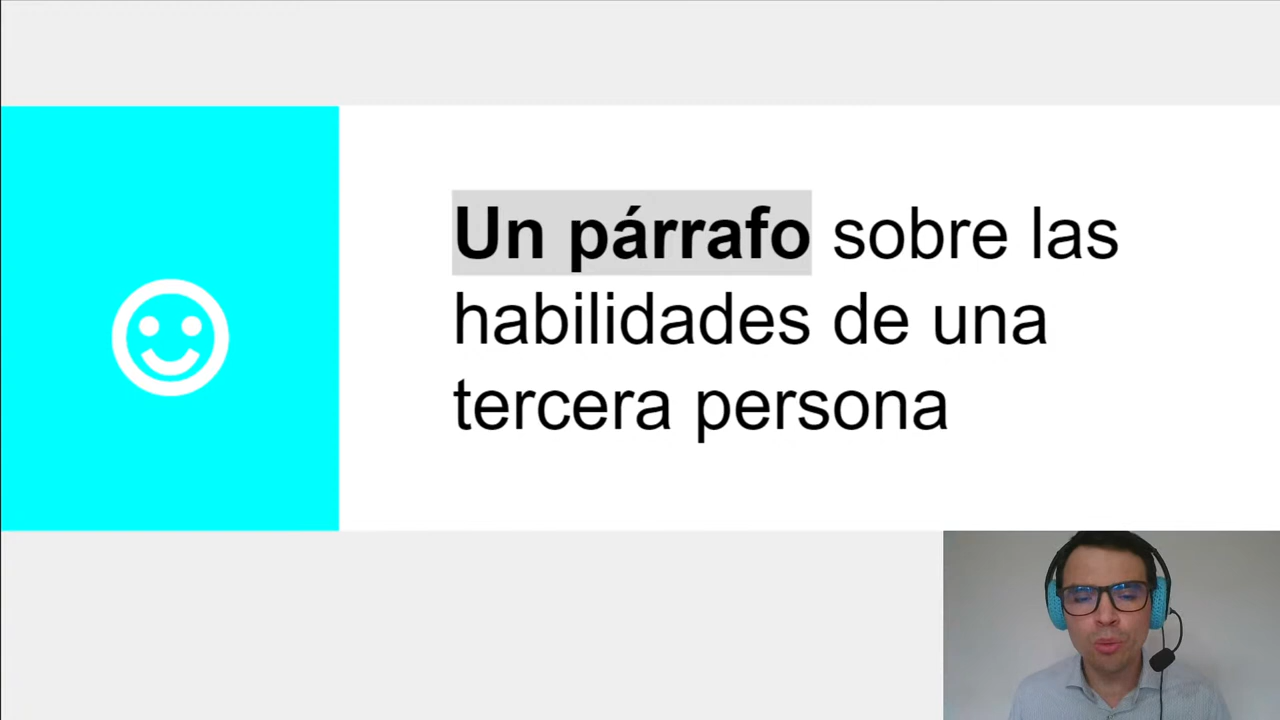 Un párrafo sobre las
habilidades de una
tercera persona